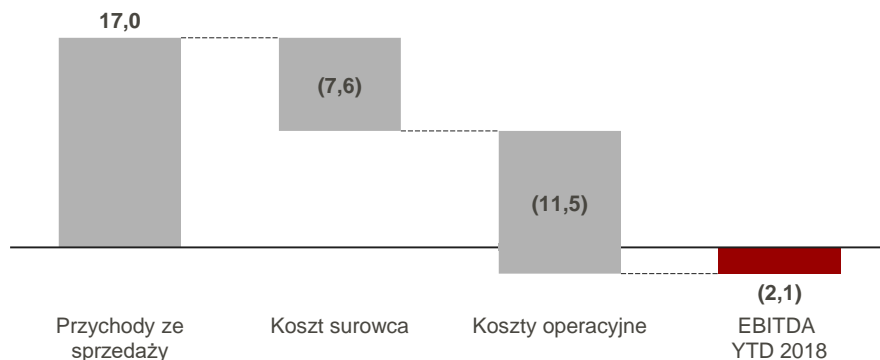 17,0
(7,6)
(11,5)
(2,1)
Przychody ze
sprzedaży
Koszt surowca
Koszty operacyjne
EBITDA
YTD 2018